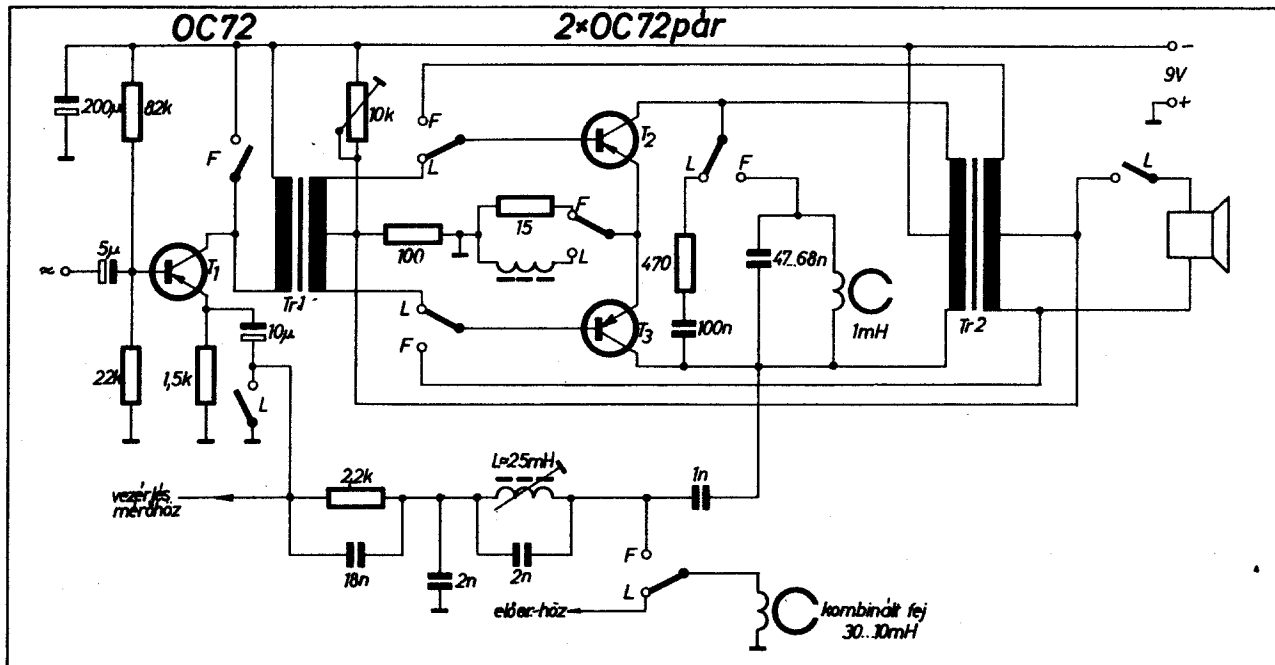 OC72
2×OC72pár
200μ
82k
10k
F
L
T2
-
9V
+
F
L
F
L
5μ
≈
T1
100
15
F
L
470
47..68n
1mH
Tr1
L
T3
100n
Tr2
10μ
F
22k
1,5k
L
L≈25mH
2,2k
1n
vezérlés
mérőhöz
18n
2n
2n
F
L
előer.-höz
kombinált fej
30...10mH